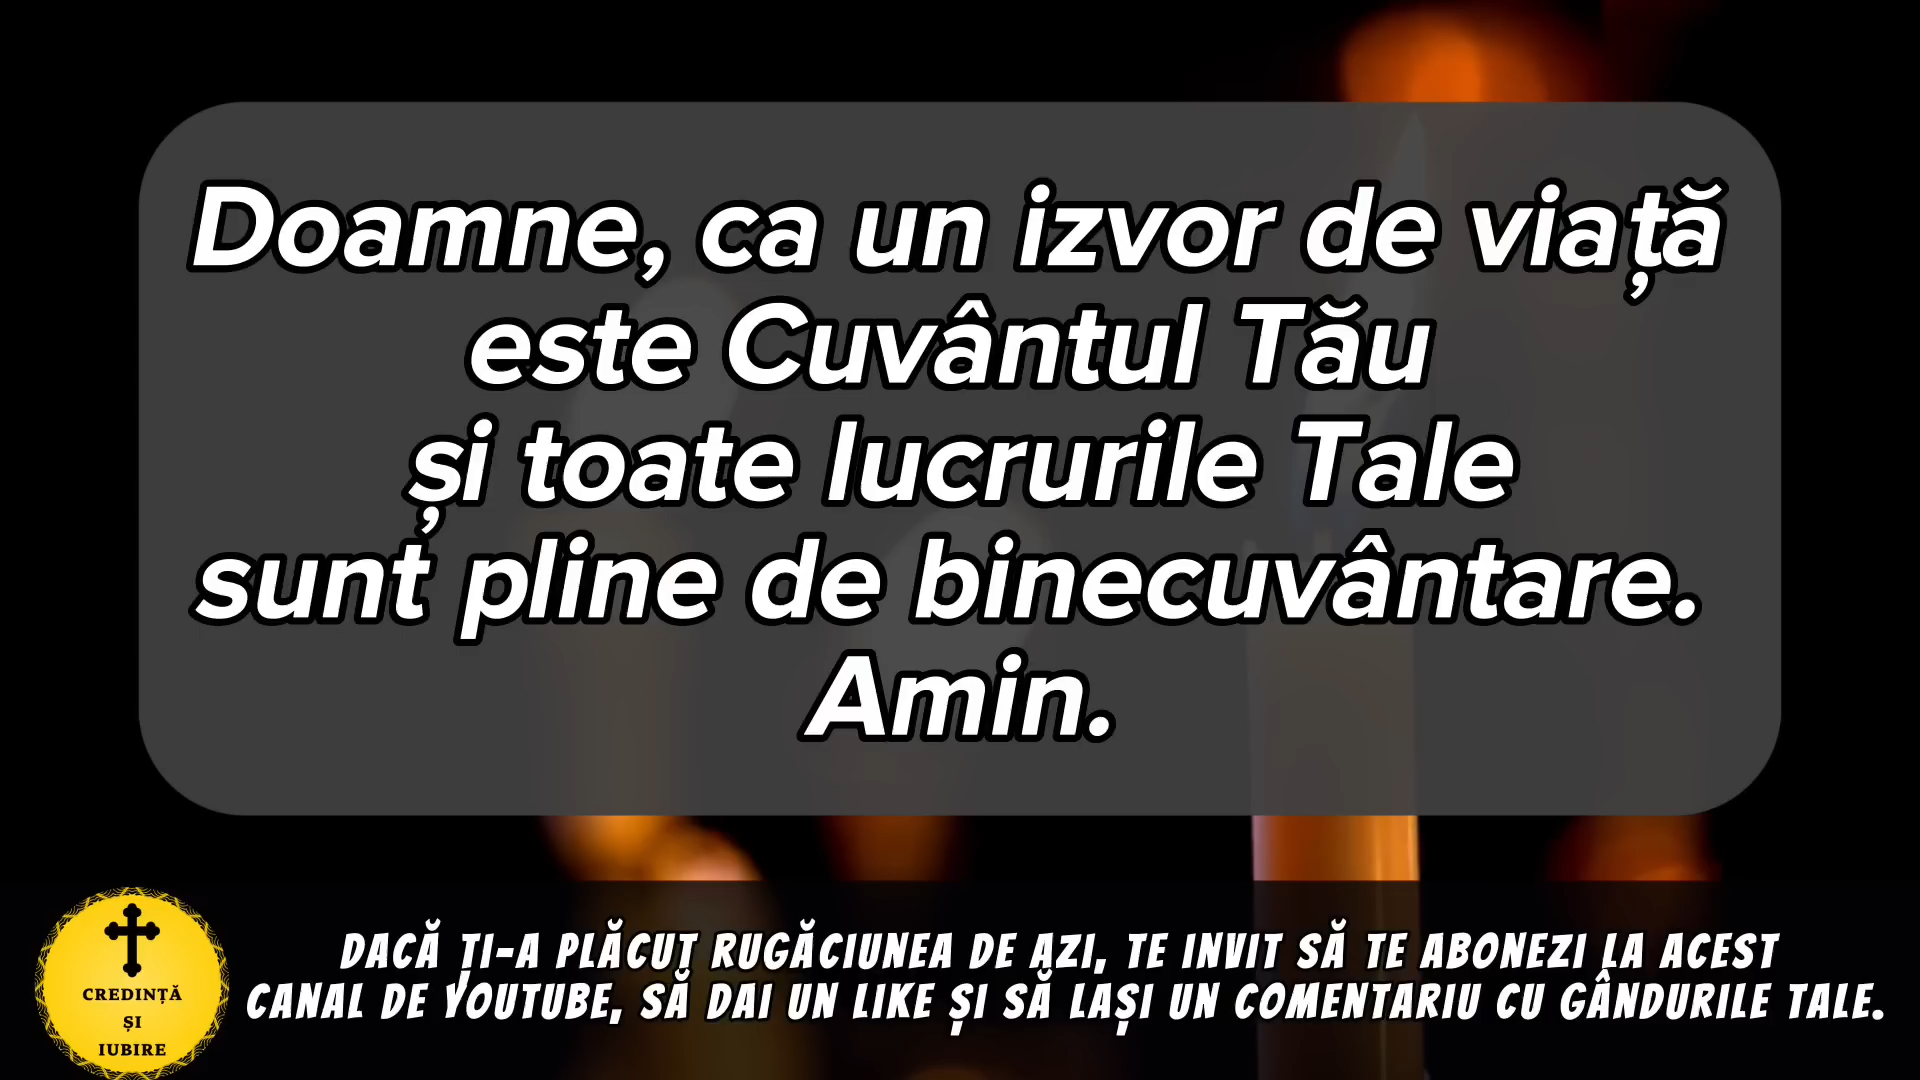 Doamne, ca un izvor de viață
este Cuvântul Tău
și toate lucrurile Tale
sunt pline de binecuvântare.
Amin.
DACĂ ȚI-A PLĂCUT RUGĂCIUNEA DE AZI, TE INVIT SĂ TE ABONEZI LA ACEST
CANAL DE YOUTUBE, SĂ DAI UN LIKE ȘI SĂ LAȘI UN COMENTARIU CU GÂNDURILE TALE.
CREDINȚĂ
ȘI
IUBIRE